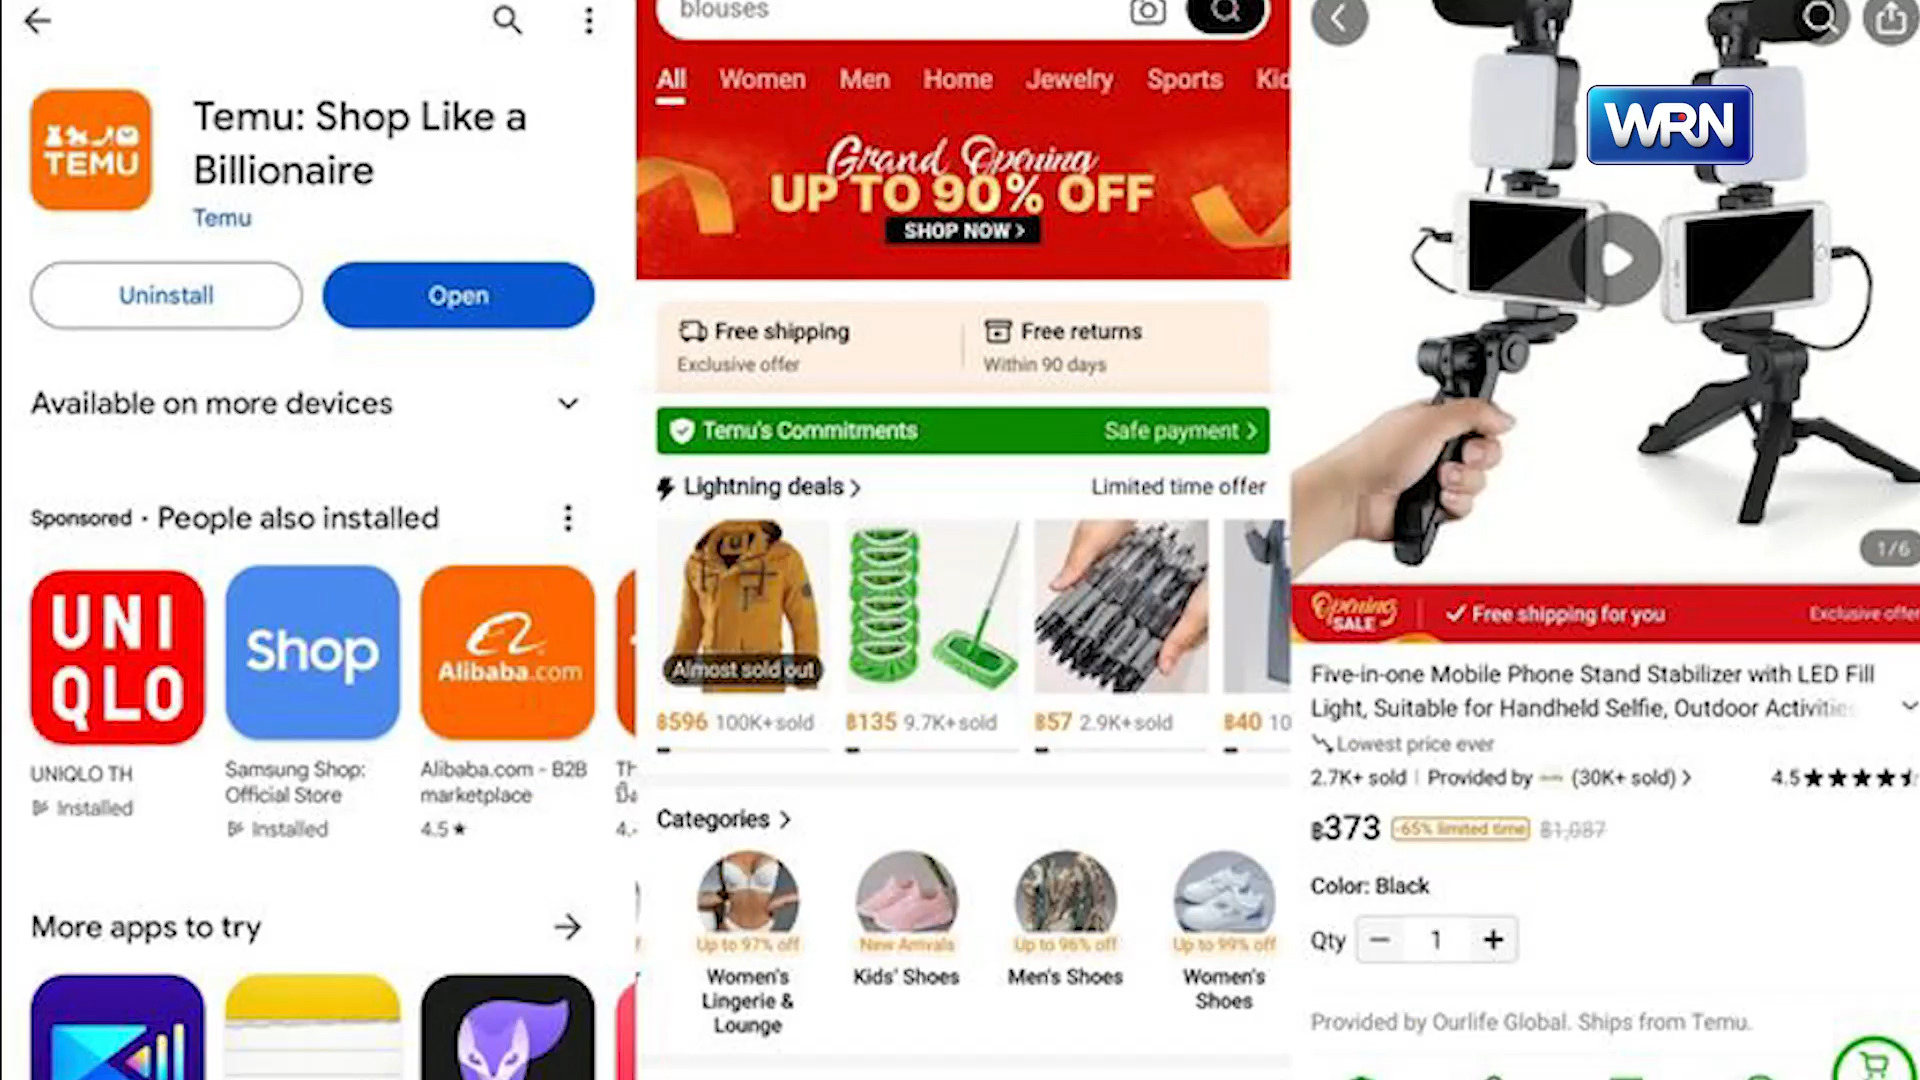 TEMU
Temu: Shop Like a
Billionaire
Temu
Uninstall
Open
Available on more devices
Sponsored · People also installed
UNI
QLO
Shop
Alibaba.com
UNIQLO TH
Installed
Samsung Shop:
Official Store
Installed
Alibaba.com - B2B
marketplace
4.5★
More apps to try
blouses
All Women Men Home Jewelry Sports Kid
Grand Opening
UP TO 90% OFF
SHOP NOW >
Free shipping
Exclusive offer
Free returns
Within 90 days
Temu's Commitments
Safe payment >
Lightning deals >
Limited time offer
Almost sold out
฿596 100K+sold
฿135 9.7K+sold
฿57 2.9K+sold
฿40 10
Categories >
Up to 97% off
Women's
Lingerie &
Lounge
New Arrivals
Kids' Shoes
Up to 96% off
Men's Shoes
Up to 99% off
Women's
Shoes
WRN
1/6
Opening
SALE
Free shipping for you
Exclusive offer
Five-in-one Mobile Phone Stand Stabilizer with LED Fill
Light, Suitable for Handheld Selfie, Outdoor Activities
Lowest price ever
2.7K+ sold | Provided by (30K+ sold) >
4.5★★★★
฿373 -65% limited time ฿1,087
Color: Black
Qty − 1 +
Provided by Ourlife Global. Ships from Temu.